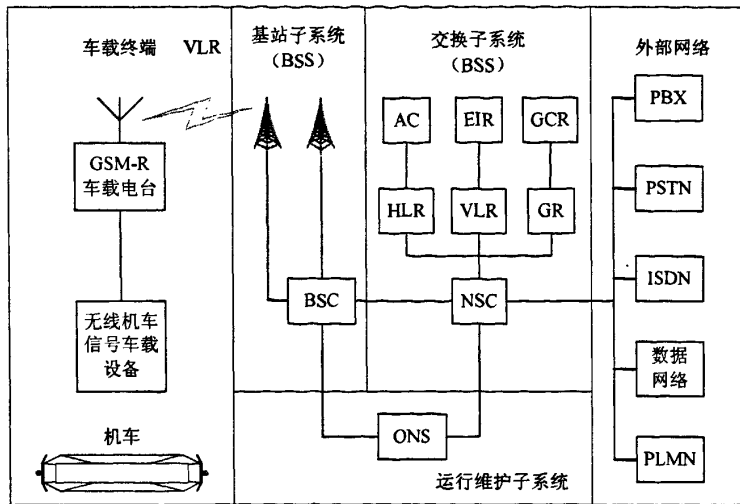 车载终端 VLR
GSM-R
车载电台
无线机车
信号车载
设备
机车
基站子系统
(BSS)
BSC
交换子系统
(BSS)
AC
EIR
GCR
HLR
VLR
GR
NSC
ONS
运行维护子系统
外部网络
PBX
PSTN
ISDN
数据
网络
PLMN